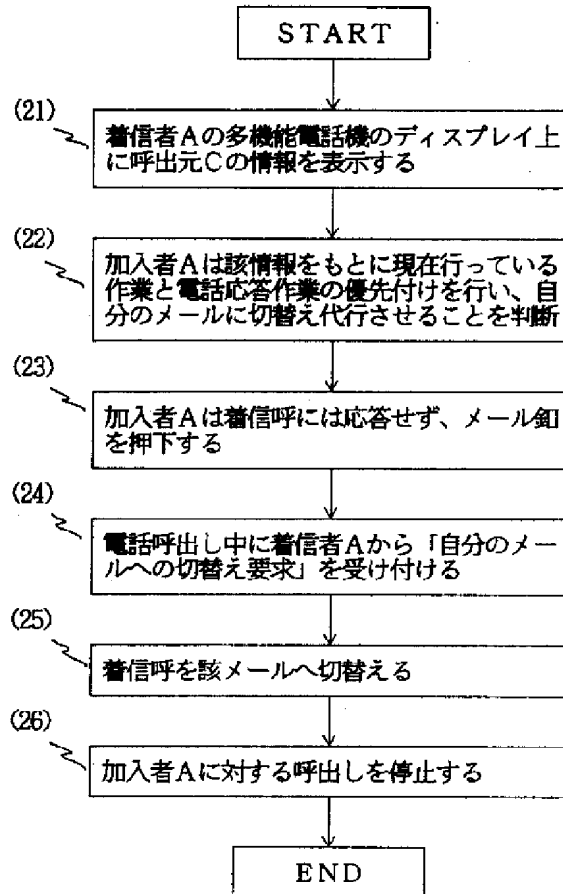 START
(21)
着信者Aの多機能電話機のディスプレイ上
に呼出元Cの情報を表示する
(22)
加入者Aは該情報をもとに現在行っている
作業と電話応答作業の優先付けを行い、自
分のメールに切替え代行させることを判断
(23)
加入者Aは着信呼には応答せず、メール釦
を押下する
(24)
電話呼出し中に着信者Aから「自分のメー
ルへの切替え要求」を受け付ける
(25)
着信呼を該メールへ切替える
(26)
加入者Aに対する呼出しを停止する
END